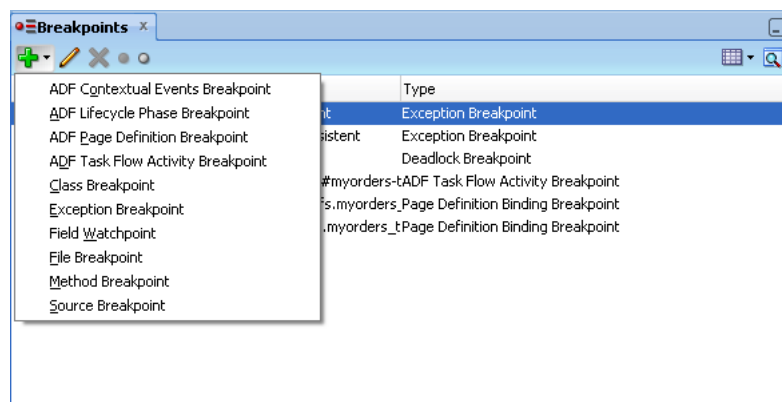 Breakpoints
Type
ADF Contextual Events Breakpoint
ADF Lifecycle Phase Breakpoint
ADF Page Definition Breakpoint
ADF Task Flow Activity Breakpoint
Class Breakpoint
Exception Breakpoint
Field Watchpoint
File Breakpoint
Method Breakpoint
Source Breakpoint
nt Exception Breakpoint
sistent Exception Breakpoint
Deadlock Breakpoint
#myorders-tADF Task Flow Activity Breakpoint
fs.myorders_Page Definition Binding Breakpoint
.myorders_tPage Definition Binding Breakpoint